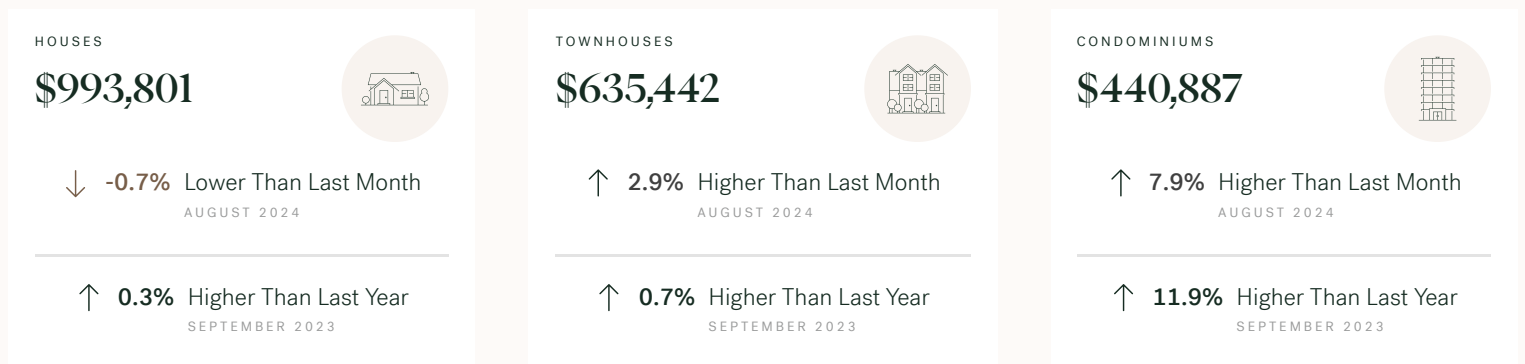 HOUSES
$993,801
-0.7% Lower Than Last Month
AUGUST 2024
0.3% Higher Than Last Year
SEPTEMBER 2023
TOWNHOUSES
$635,442
2.9% Higher Than Last Month
AUGUST 2024
0.7% Higher Than Last Year
SEPTEMBER 2023
CONDOMINIUMS
$440,887
7.9% Higher Than Last Month
AUGUST 2024
11.9% Higher Than Last Year
SEPTEMBER 2023